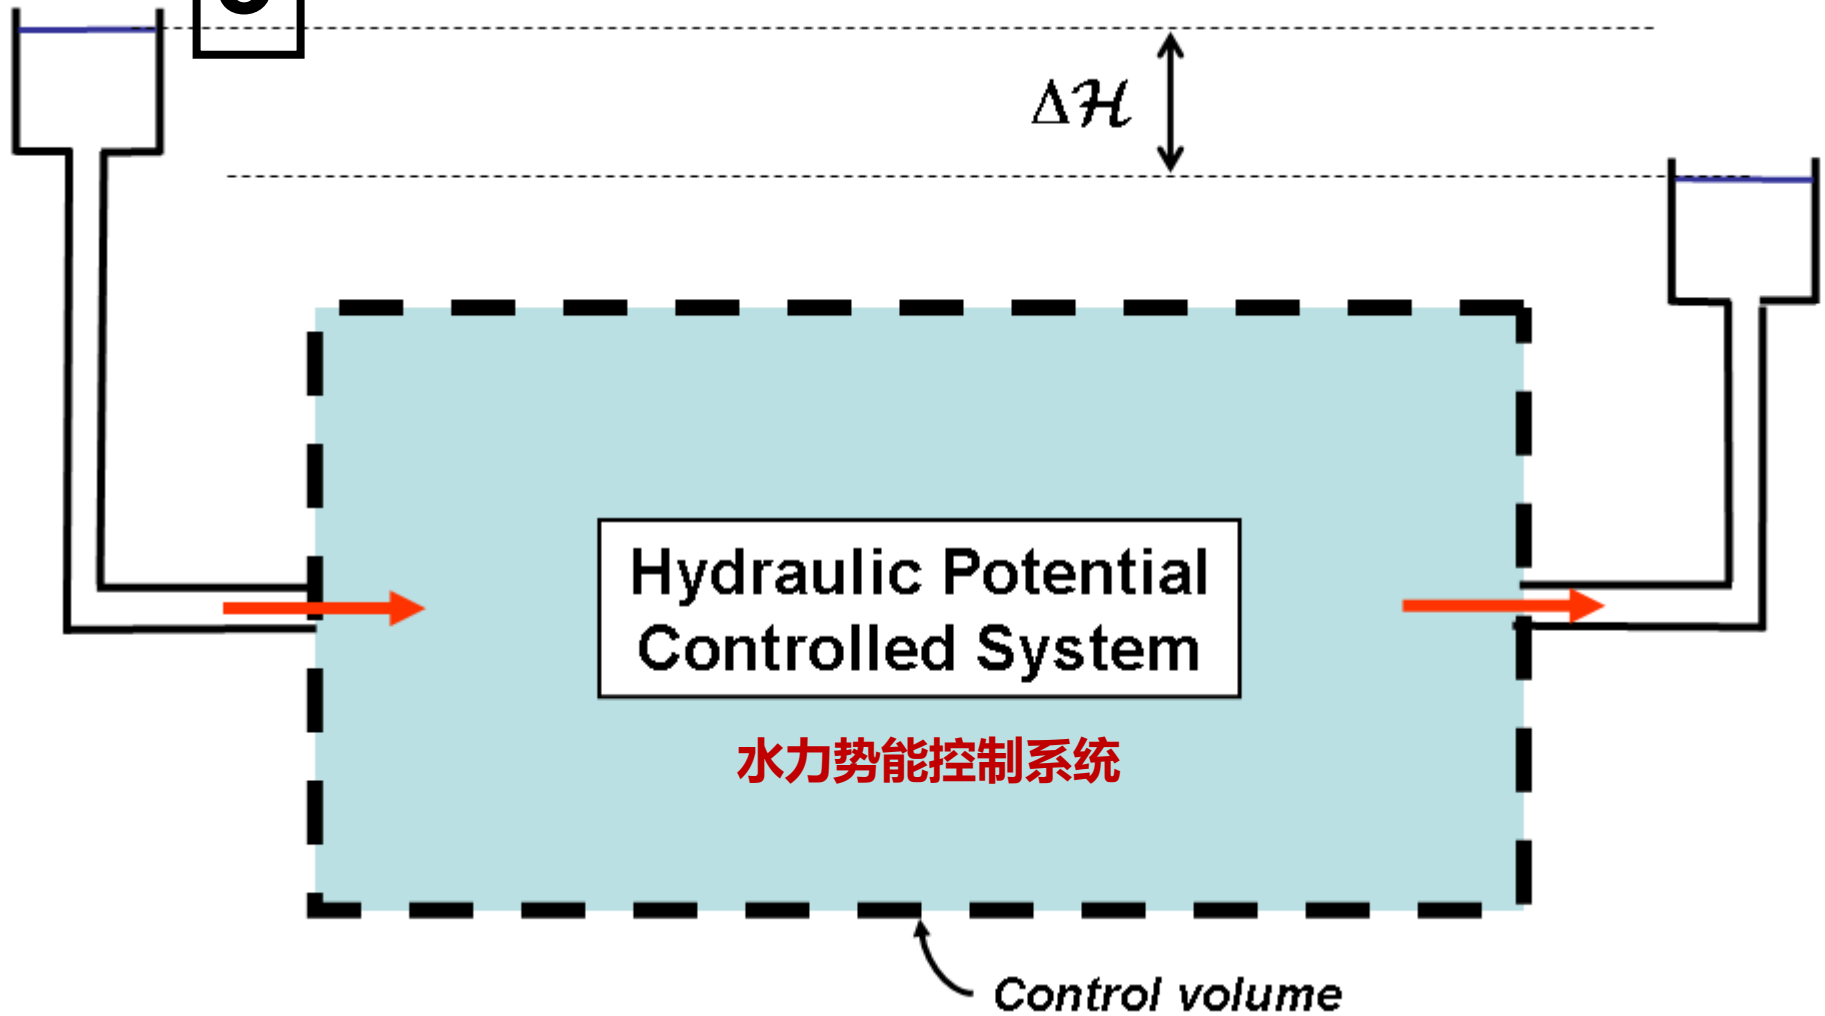 Δℋ
Hydraulic Potential
Controlled System
水力势能控制系统
Control volume